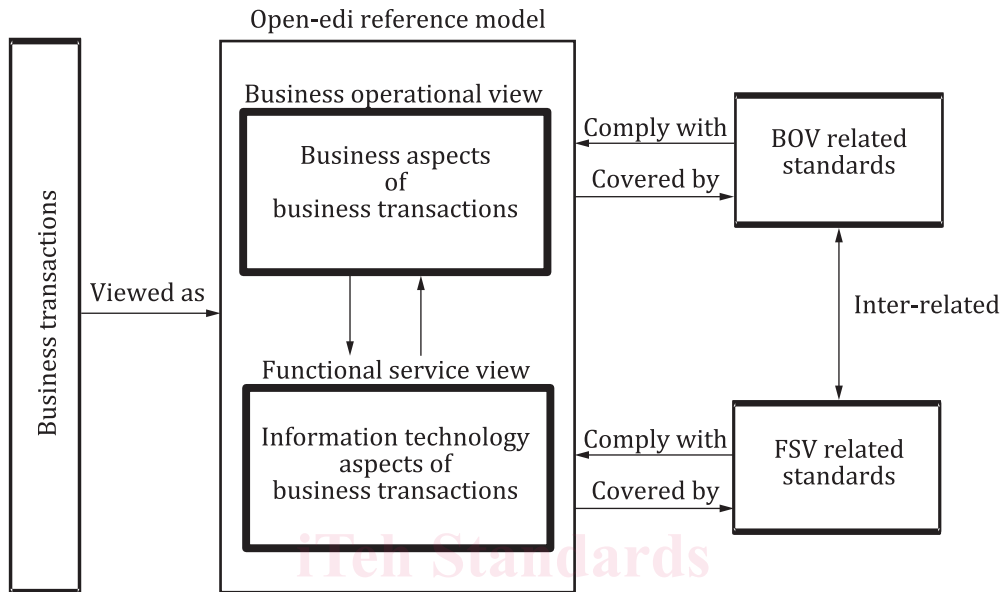 Open-edi reference model
Business transactions
Viewed as
Business operational view
Business aspects
of
business transactions
Functional service view
Information technology
aspects of
business transactions
Comply with
Covered by
BOV related
standards
Inter-related
Comply with
Covered by
FSV related
standards
iTeh Standards